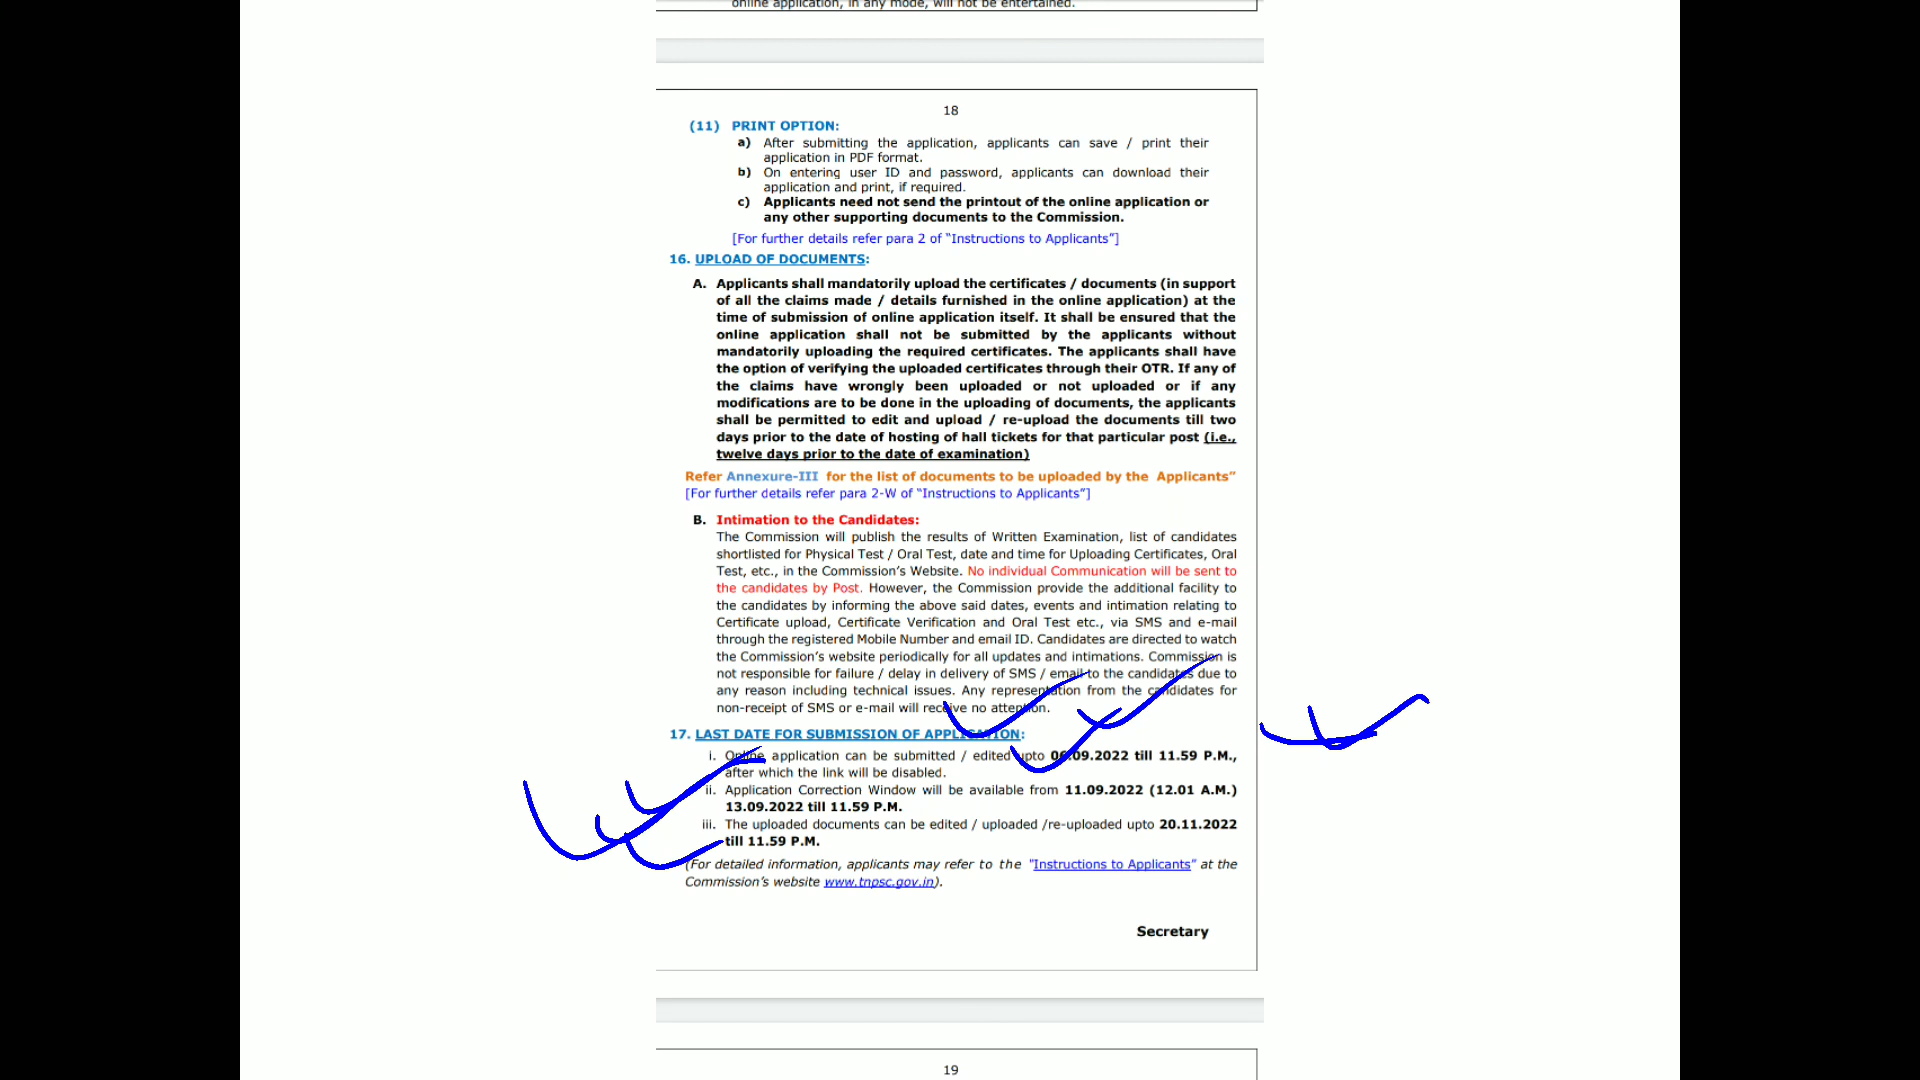 online application, in any mode, will not be entertained.
18
(11) PRINT OPTION:
a) After submitting the application, applicants can save / print their
application in PDF format.
b) On entering user ID and password, applicants can download their
application and print, if required.
c) Applicants need not send the printout of the online application or
any other supporting documents to the Commission.
[For further details refer para 2 of “Instructions to Applicants”]
16. UPLOAD OF DOCUMENTS:
A. Applicants shall mandatorily upload the certificates / documents (in support
of all the claims made / details furnished in the online application) at the
time of submission of online application itself. It shall be ensured that the
online application shall not be submitted by the applicants without
mandatorily uploading the required certificates. The applicants shall have
the option of verifying the uploaded certificates through their OTR. If any of
the claims have wrongly been uploaded or not uploaded or if any
modifications are to be done in the uploading of documents, the applicants
shall be permitted to edit and upload / re-upload the documents till two
days prior to the date of hosting of hall tickets for that particular post (i.e.,
twelve days prior to the date of examination)
Refer Annexure-III for the list of documents to be uploaded by the Applicants”
[For further details refer para 2-W of “Instructions to Applicants”]
B. Intimation to the Candidates:
The Commission will publish the results of Written Examination, list of candidates
shortlisted for Physical Test / Oral Test, date and time for Uploading Certificates, Oral
Test, etc., in the Commission’s Website. No individual Communication will be sent to
the candidates by Post. However, the Commission provide the additional facility to
the candidates by informing the above said dates, events and intimation relating to
Certificate upload, Certificate Verification and Oral Test etc., via SMS and e-mail
through the registered Mobile Number and email ID. Candidates are directed to watch
the Commission’s website periodically for all updates and intimations. Commission is
not responsible for failure / delay in delivery of SMS / email to the candidates due to
any reason including technical issues. Any representation from the candidates for
non-receipt of SMS or e-mail will receive no attention.
17. LAST DATE FOR SUBMISSION OF APPLICATION:
i. Online application can be submitted / edited upto 06.09.2022 till 11.59 P.M.,
after which the link will be disabled.
ii. Application Correction Window will be available from 11.09.2022 (12.01 A.M.)
13.09.2022 till 11.59 P.M.
iii. The uploaded documents can be edited / uploaded /re-uploaded upto 20.11.2022
till 11.59 P.M.
(For detailed information, applicants may refer to the “Instructions to Applicants” at the
Commission’s website www.tnpsc.gov.in).
Secretary
19